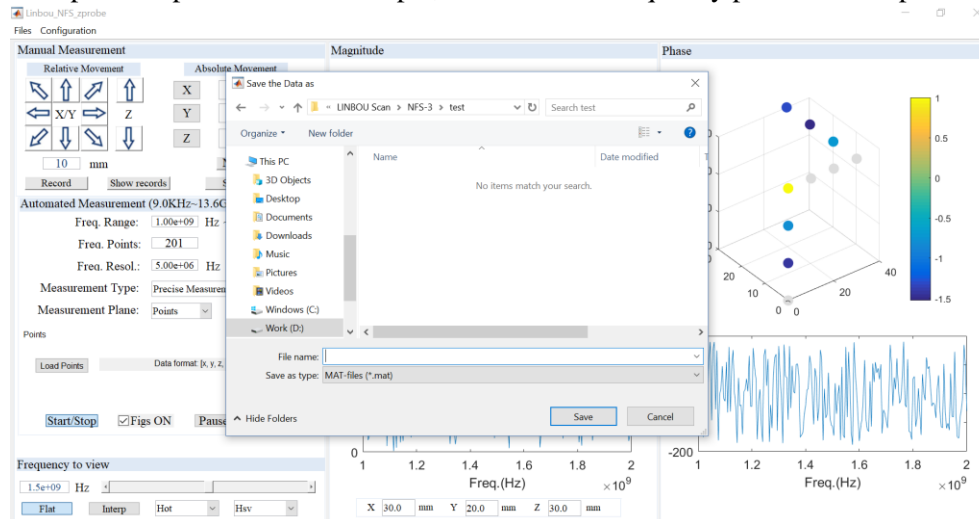 Linbou_NFS_zprobe
Files Configuration
Manual Measurement
Relative Movement
Absolute Movement
X/Y
Z
X
Y
Z
10 mm
Record
Show records
Automated Measurement (9.0KHz~13.6G
Freq. Range: 1.00e+09 Hz ~
Freq. Points: 201
Freq. Resol.: 5.00e+06 Hz
Measurement Type: Precise Measuremen
Measurement Plane: Points
Points
Load Points
Data format: [x, y, z,
Start/Stop
Figs ON
Pause
Frequency to view
1.5e+09 Hz
Flat
Interp
Hot
Hsv
Save the Data as
« LINBOU Scan > NFS-3 > test
Search test
Organize
New folder
This PC
3D Objects
Desktop
Documents
Downloads
Music
Pictures
Videos
Windows (C:)
Work (D:)
Name
Date modified
No items match your search.
File name:
Save as type: MAT-files (*.mat)
Hide Folders
Save
Cancel
Magnitude
0
1 1.2 1.4 1.6 1.8 2
Freq.(Hz)
×10⁹
X 30.0 mm Y 20.0 mm Z 30.0 mm
Phase
20
10
0
0
20
40
1
0.5
0
-0.5
-1
-1.5
-200
1 1.2 1.4 1.6 1.8 2
Freq.(Hz)
×10⁹